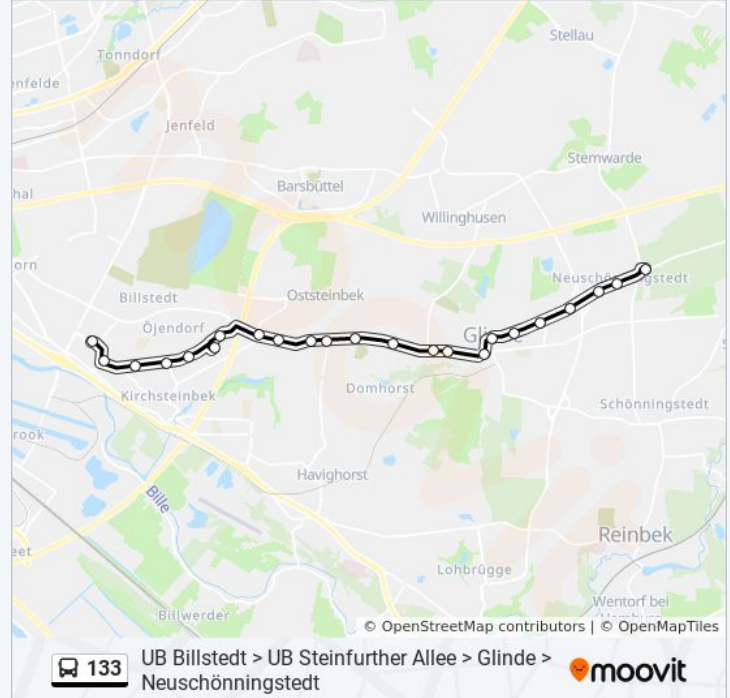 Stellau
Tonndorf
enfelde
Jenfeld
Stemwarde
Barsbüttel
hal
Willinghusen
orn
Neuschönningstedt
Billstedt
Oststeinbek
Öjendorf
Glinde
Domhorst
Kirchsteinbek
Schönningstedt
rook
Havighorst
Bille
Reinbek
eet
Lohbrügge
Wentorf bei
Billwerder
© OpenStreetMap contributors | © OpenMapTiles
133
UB Billstedt > UB Steinfurther Allee > Glinde >
Neuschönningstedt
moovit